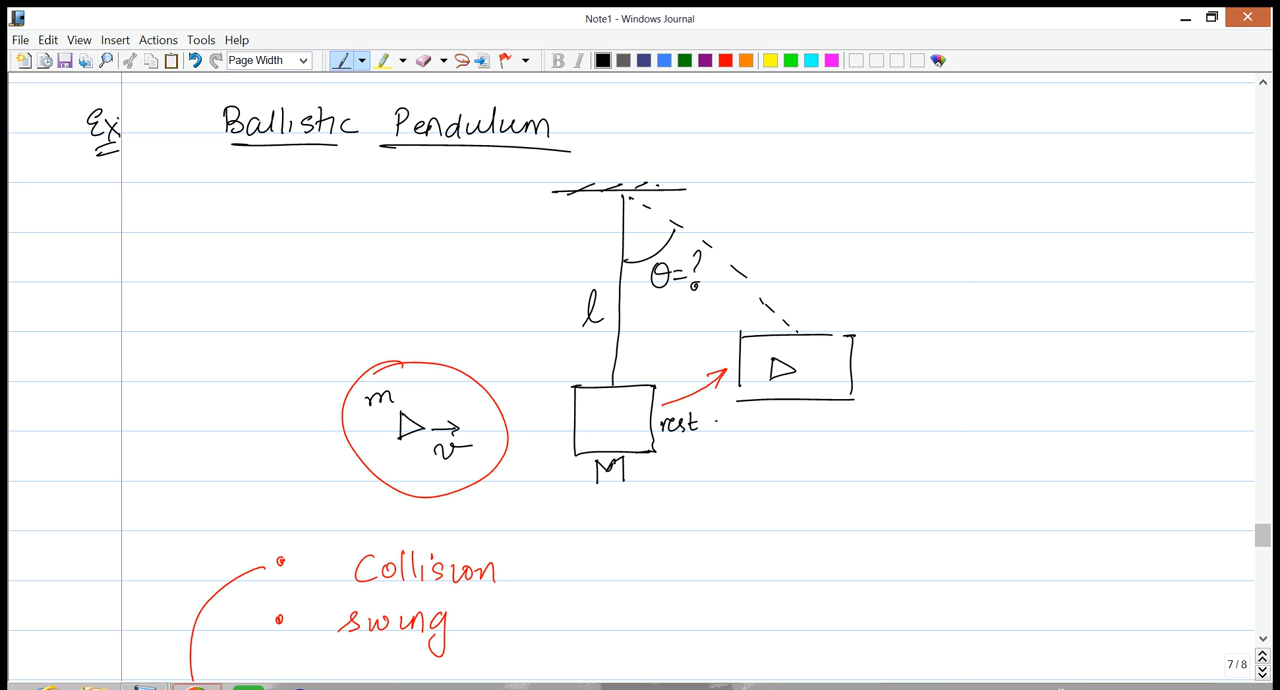 Note1 - Windows Journal
File Edit View Insert Actions Tools Help
Page Width B I
Ex Ballistic Pendulum
θ=?
l
m
v
rest
M
• Collision
• swing
7 / 8